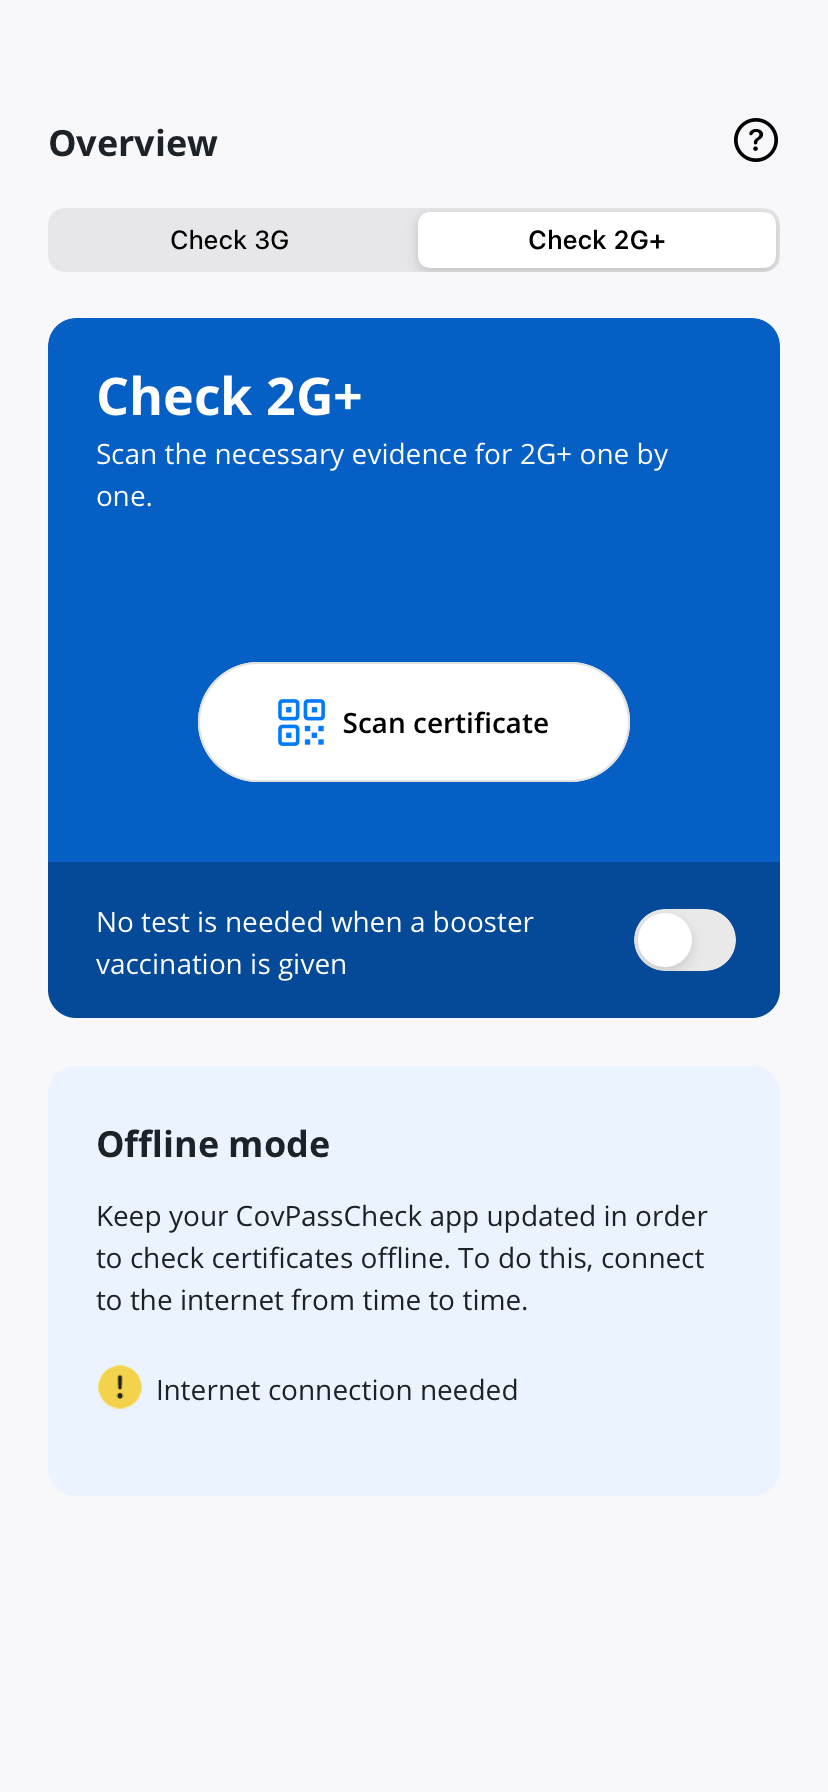 Overview
?
Check 3G
Check 2G+
Check 2G+
Scan the necessary evidence for 2G+ one by
one.
Scan certificate
No test is needed when a booster
vaccination is given
Offline mode
Keep your CovPassCheck app updated in order
to check certificates offline. To do this, connect
to the internet from time to time.
! Internet connection needed